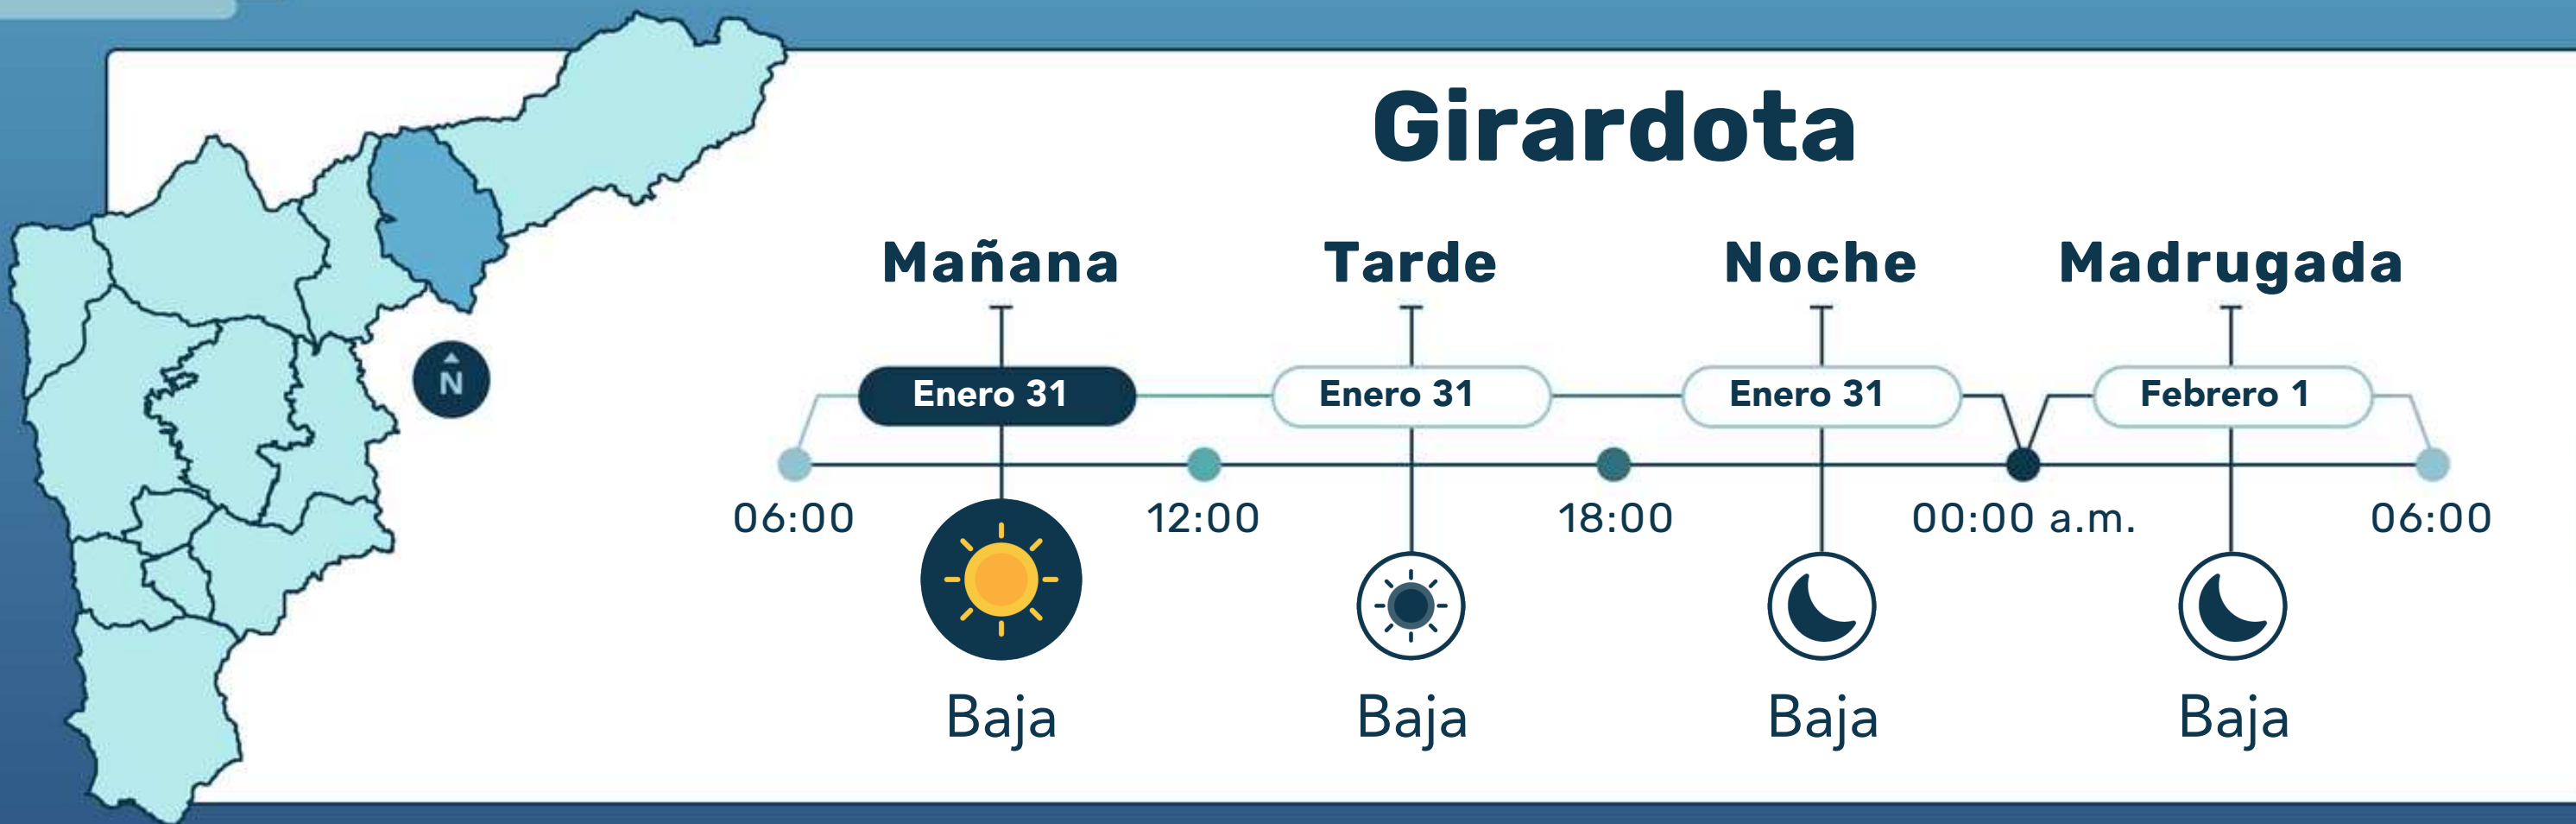 Girardota
Mañana Tarde Noche Madrugada
N
Enero 31 Enero 31 Enero 31 Febrero 1
06:00 12:00 18:00 00:00 a.m. 06:00
Baja Baja Baja Baja